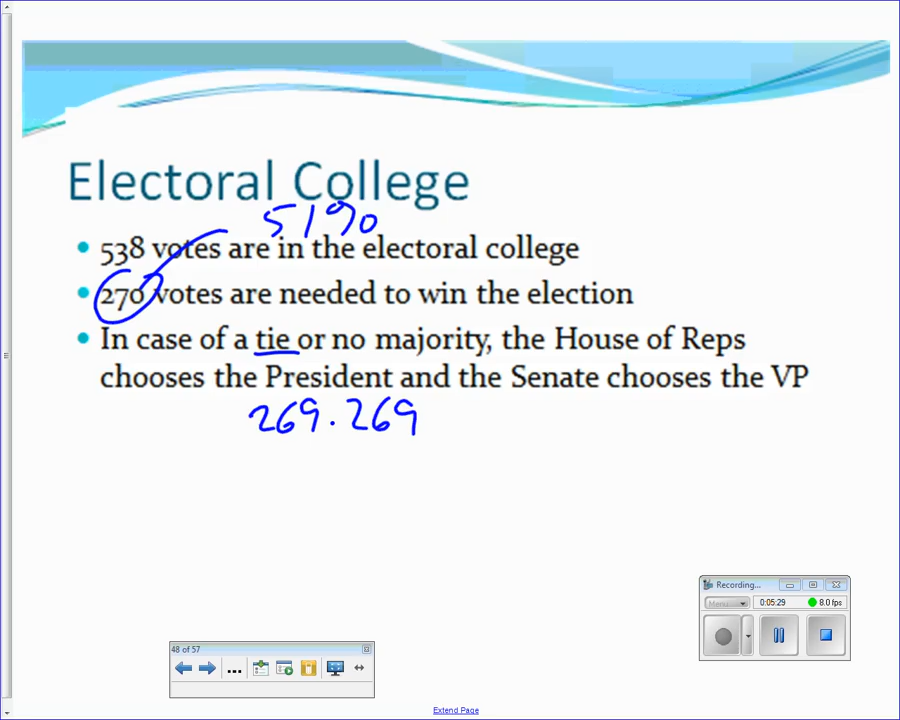 Electoral College
5190
538 votes are in the electoral college
270 votes are needed to win the election
In case of a tie or no majority, the House of Reps
chooses the President and the Senate chooses the VP
269.269
Recording...
Menu
0:05:29
8.0 fps
48 of 57
...
Extend Page